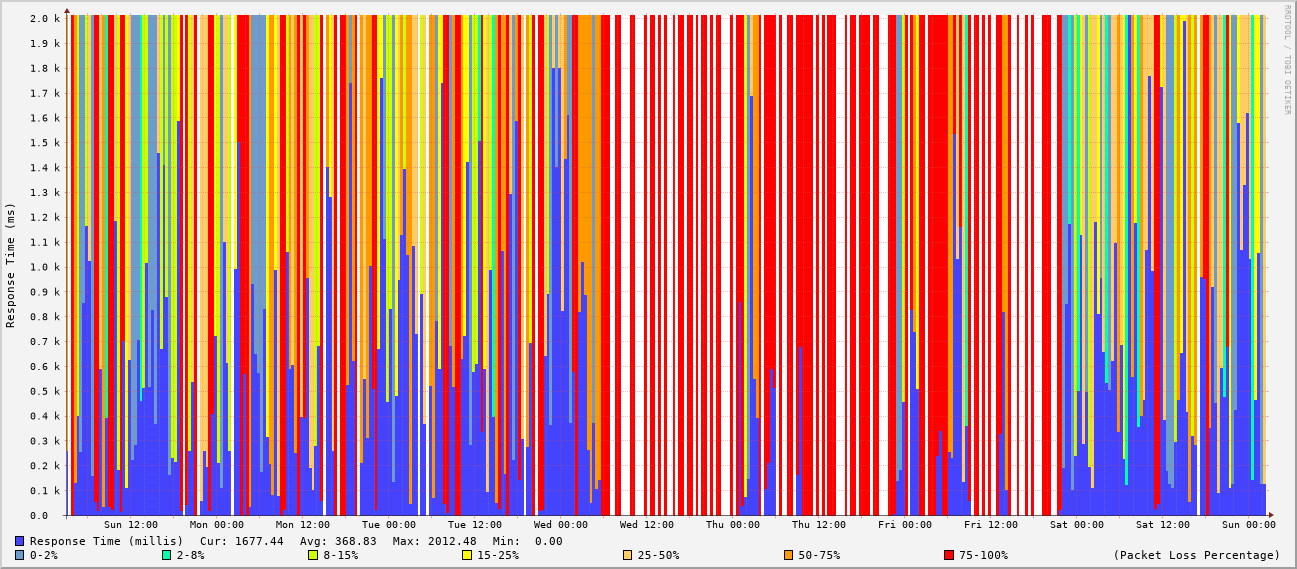 2.0 k
1.9 k
1.8 k
1.7 k
1.6 k
1.5 k
1.4 k
1.3 k
1.2 k
1.1 k
1.0 k
0.9 k
0.8 k
0.7 k
0.6 k
0.5 k
0.4 k
0.3 k
0.2 k
0.1 k
0.0
Response Time (ms)
RRDTOOL / TOBI OETIKER
Sun 12:00 Mon 00:00 Mon 12:00 Tue 00:00 Tue 12:00 Wed 00:00 Wed 12:00 Thu 00:00 Thu 12:00 Fri 00:00 Fri 12:00 Sat 00:00 Sat 12:00 Sun 00:00
Response Time (millis) Cur: 1677.44 Avg: 368.83 Max: 2012.48 Min: 0.00
0-2% 2-8% 8-15% 15-25% 25-50% 50-75% 75-100% (Packet Loss Percentage)